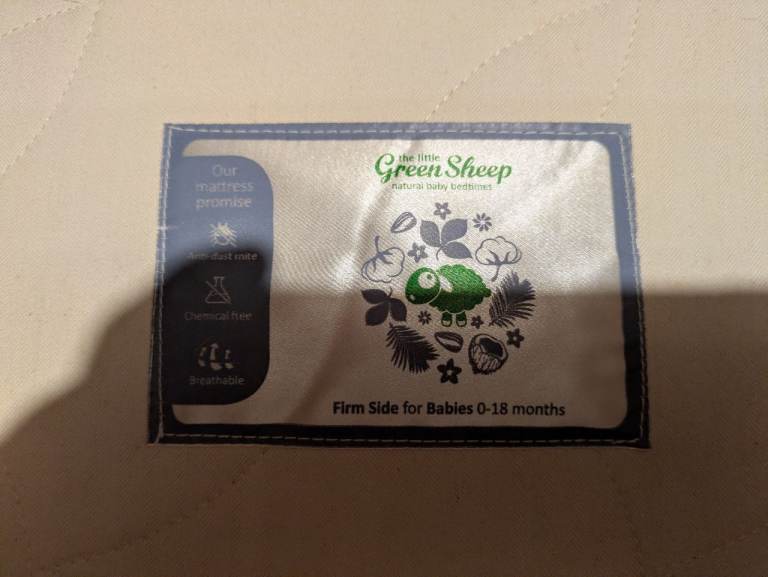 Our
mattress
promise
Anti-dust mite
Chemical free
Breathable
the little
Green Sheep
natural baby bedtimes
Firm Side for Babies 0-18 months